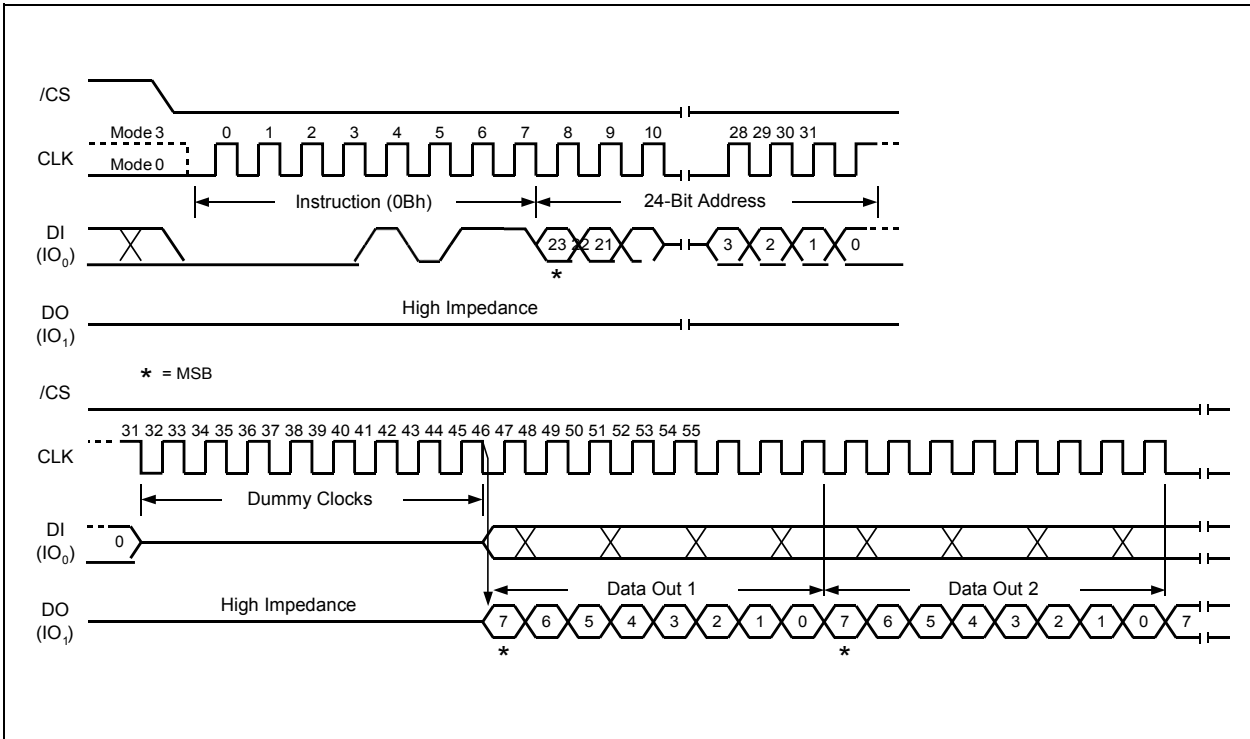 /CS
Mode 3 0 1 2 3 4 5 6 7 8 9 10 28 29 30 31
CLK
Mode 0
Instruction (0Bh) 24-Bit Address
DI
(IO0) 23 22 21 3 2 1 0
*
DO
(IO1) High Impedance
* = MSB
/CS
31 32 33 34 35 36 37 38 39 40 41 42 43 44 45 46 47 48 49 50 51 52 53 54 55
CLK
Dummy Clocks
DI
(IO0) 0
Data Out 1 Data Out 2
DO
(IO1) High Impedance 7 6 5 4 3 2 1 0 7 6 5 4 3 2 1 0 7
* *